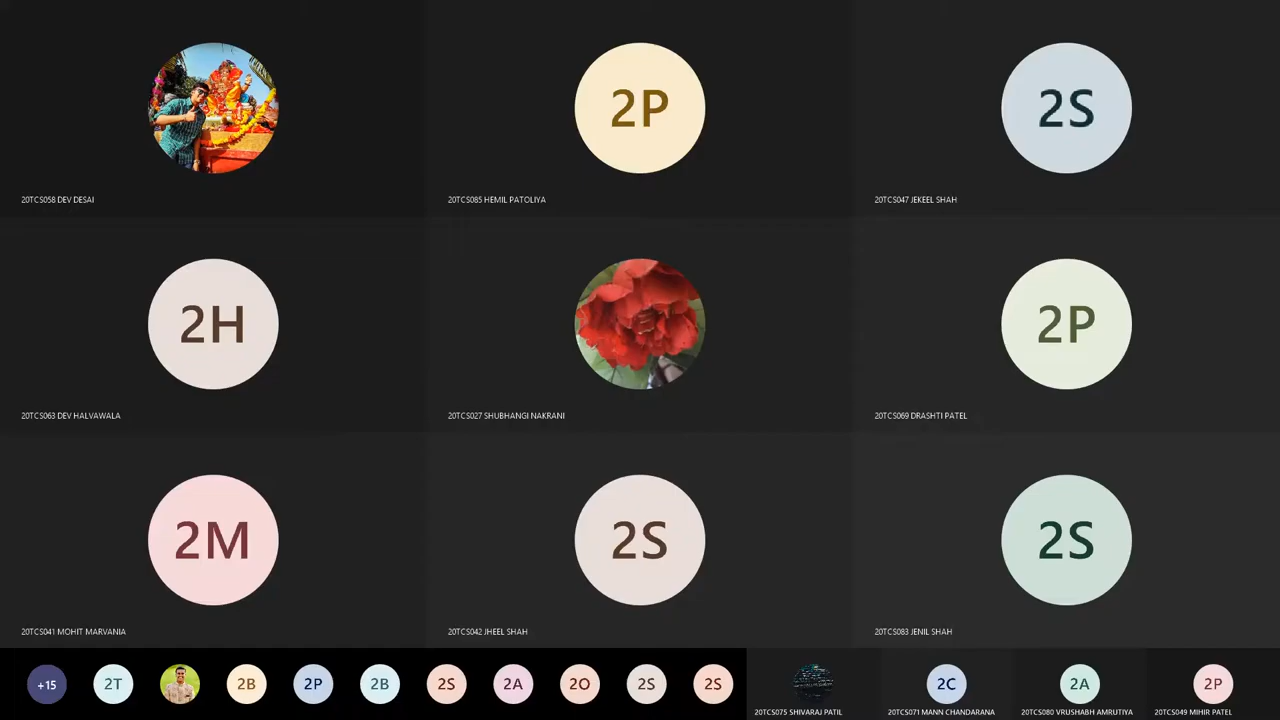 2P
2S
20TCS058 DEV DESAI
20TCS085 HEMIL PATOLIYA
20TCS047 JEKEEL SHAH
2H
2P
20TCS063 DEV HALVAWALA
20TCS027 SHUBHANGI NAKRANI
20TCS069 DRASHTI PATEL
2M
2S
2S
20TCS041 MOHIT MARVANIA
20TCS042 JHEEL SHAH
20TCS083 JENIL SHAH
+15
2T
2B
2P
2B
2S
2A
2O
2S
2S
2C
2A
2P
20TCS075 SHIVARAJ PATIL
20TCS071 MANN CHANDARANA
20TCS080 VRUSHABH AMRUTIYA
20TCS049 MIHIR PATEL